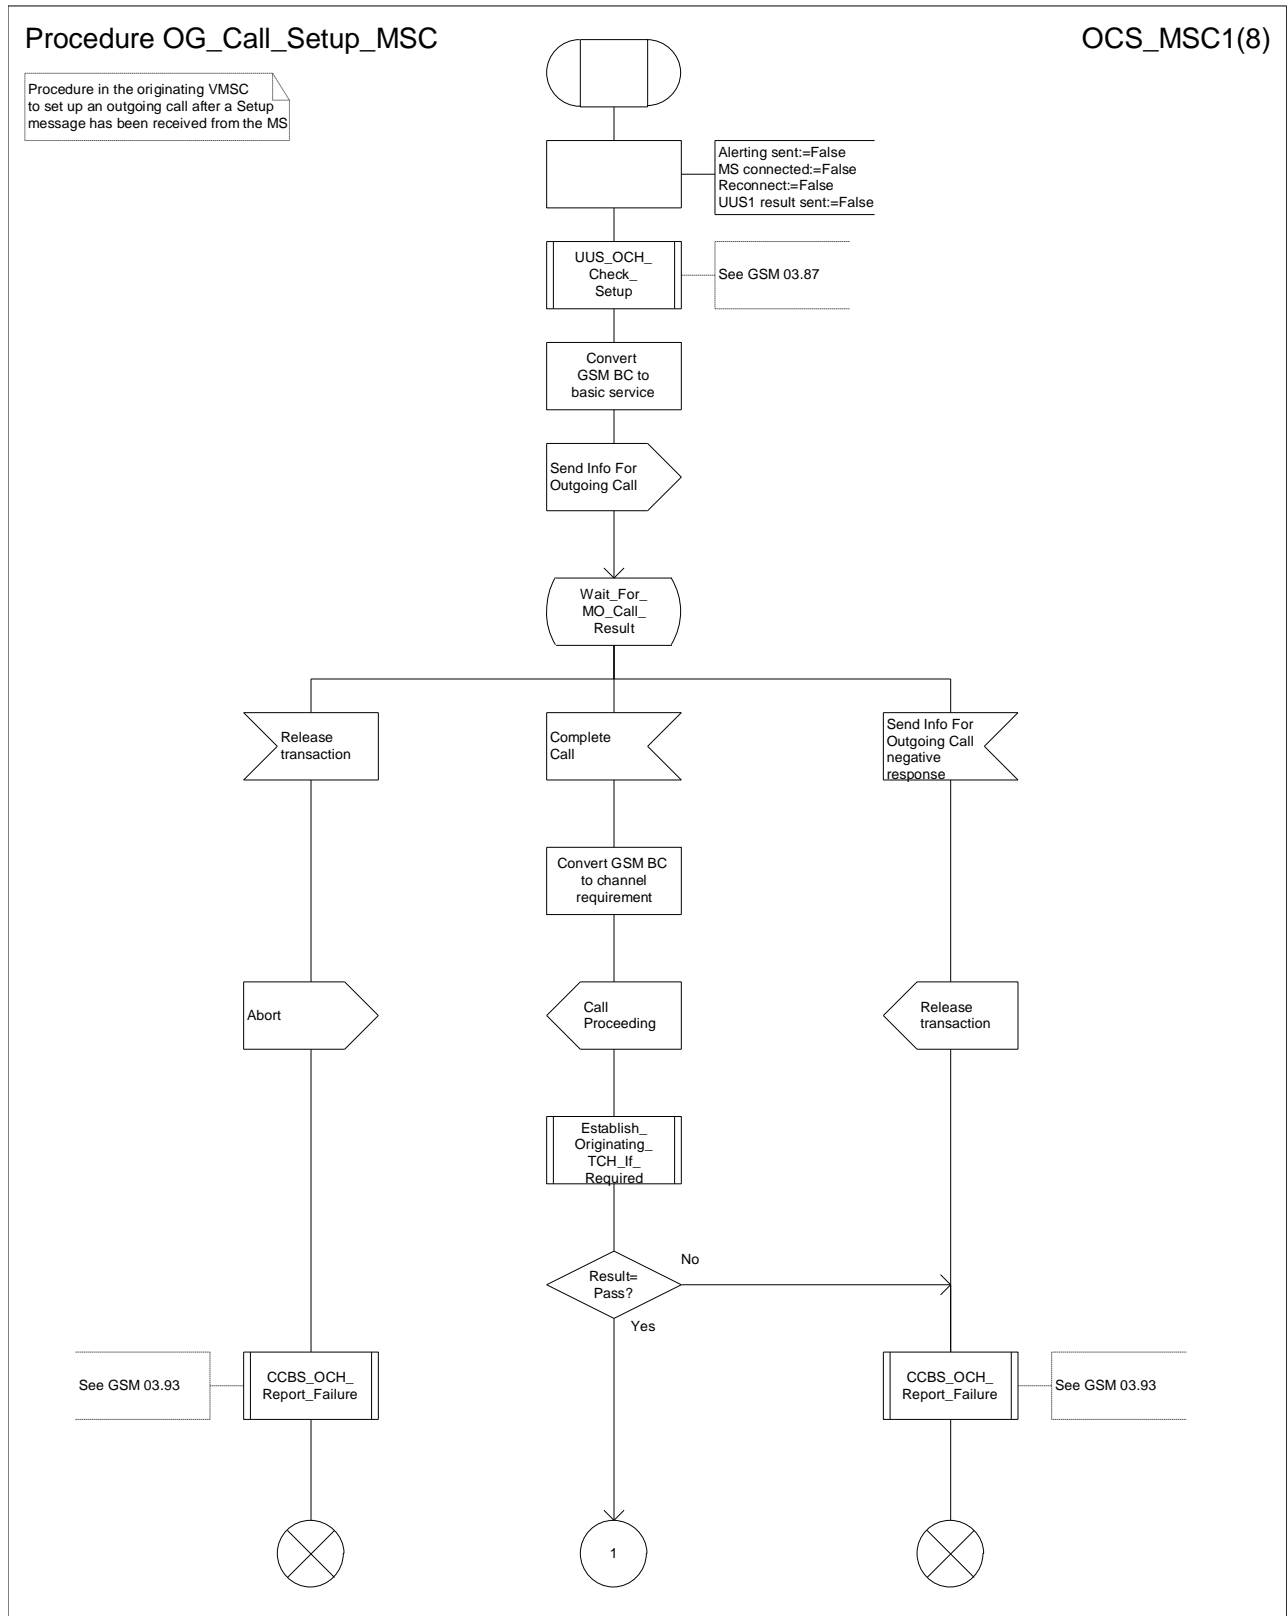 Procedure OG_Call_Setup_MSC
OCS_MSC1(8)
Procedure in the originating VMSC
to set up an outgoing call after a Setup
message has been received from the MS
Alerting sent:=False
MS connected:=False
Reconnect:=False
UUS1 result sent:=False
UUS_OCH_
Check_
Setup
See GSM 03.87
Convert
GSM BC to
basic service
Send Info For
Outgoing Call
Wait_For_
MO_Call_
Result
Release
transaction
Complete
Call
Send Info For
Outgoing Call
negative
response
Convert GSM BC
to channel
requirement
Abort
Call
Proceeding
Release
transaction
Establish_
Originating_
TCH_If_
Required
Result=
Pass?
No
Yes
See GSM 03.93
CCBS_OCH_
Report_Failure
CCBS_OCH_
Report_Failure
See GSM 03.93
1